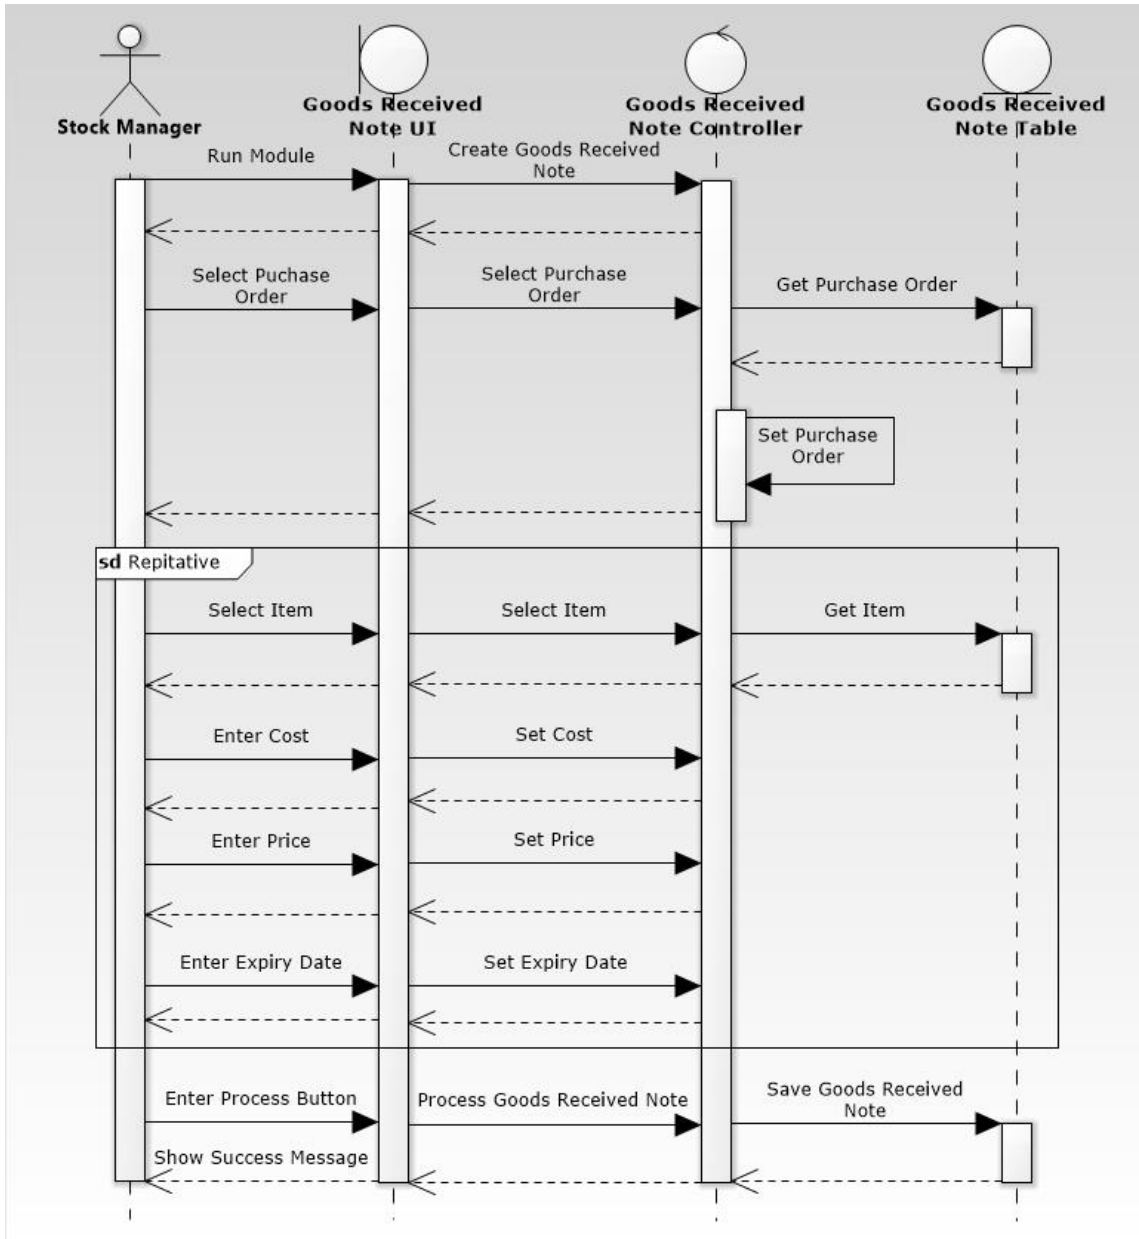 Stock Manager
Goods Received
Note UI
Goods Received
Note Controller
Goods Received
Note Table
Run Module
Create Goods Received
Note
Select Puchase
Order
Select Purchase
Order
Get Purchase Order
Set Purchase
Order
sd Repitative
Select Item
Select Item
Get Item
Enter Cost
Set Cost
Enter Price
Set Price
Enter Expiry Date
Set Expiry Date
Enter Process Button
Process Goods Received Note
Save Goods Received
Note
Show Success Message